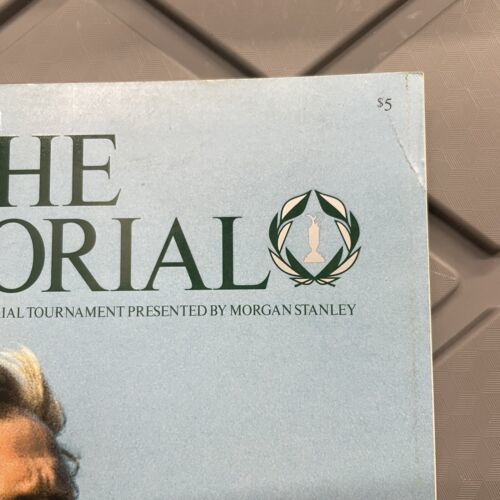 $5
HE
ORIAL
IAL TOURNAMENT PRESENTED BY MORGAN STANLEY